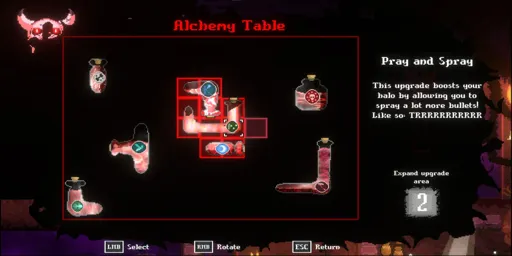 Alchemy Table
Pray and Spray
This upgrade boosts your
balo by allowing you to
spray a lot more bullets!
Like so: TRRRRRRRRRRR
Expand upgrade
area
2
LMB Select
RMB Rotate
ESC Return